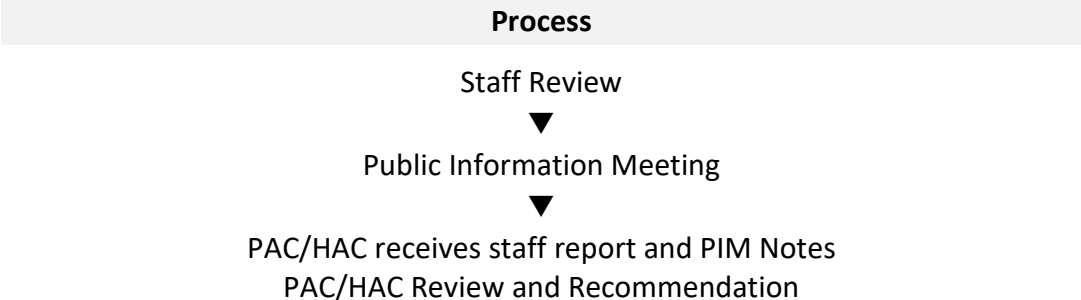 Process
Staff Review
▼
Public Information Meeting
▼
PAC/HAC receives staff report and PIM Notes
PAC/HAC Review and Recommendation